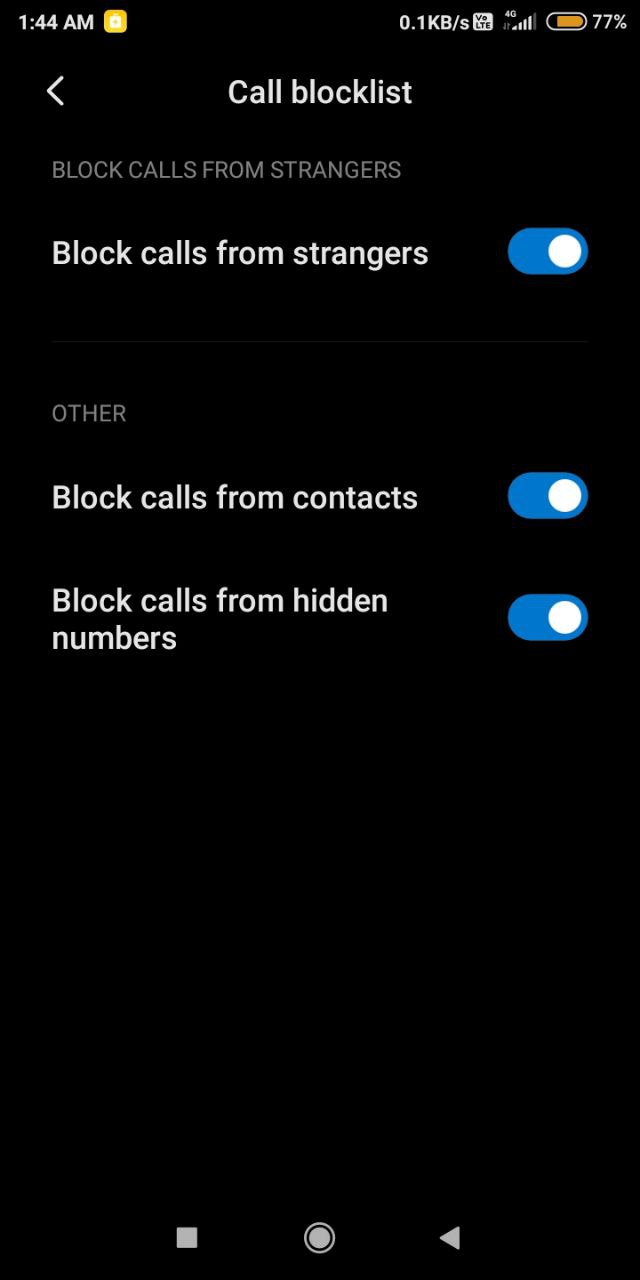 1:44 AM 0.1KB/s Vo LTE 4G 77%
Call blocklist
BLOCK CALLS FROM STRANGERS
Block calls from strangers
OTHER
Block calls from contacts
Block calls from hidden
numbers